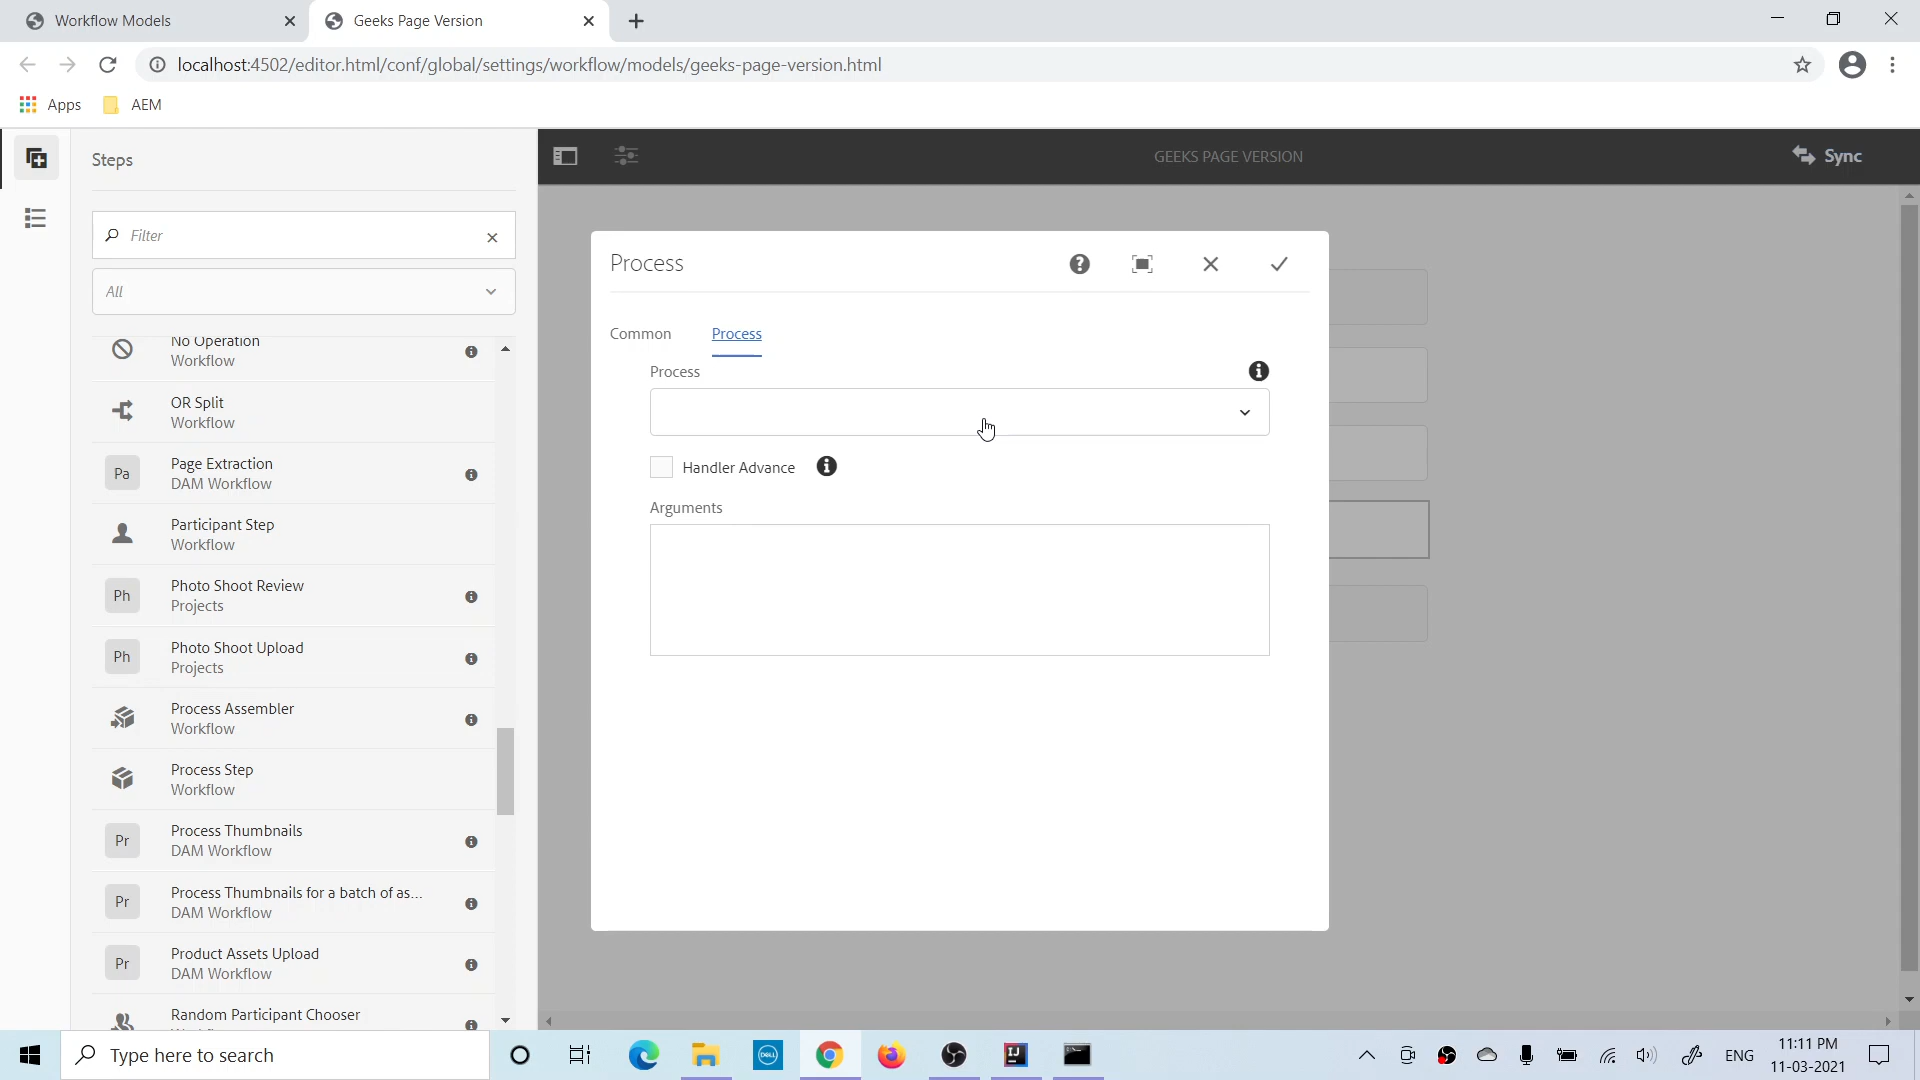 Workflow Models
Geeks Page Version
localhost:4502/editor.html/conf/global/settings/workflow/models/geeks-page-version.html
Apps
AEM
Steps
Filter
All
No Operation
Workflow
OR Split
Workflow
Pa
Page Extraction
DAM Workflow
Participant Step
Workflow
Ph
Photo Shoot Review
Projects
Ph
Photo Shoot Upload
Projects
Process Assembler
Workflow
Process Step
Workflow
Pr
Process Thumbnails
DAM Workflow
Pr
Process Thumbnails for a batch of as...
DAM Workflow
Pr
Product Assets Upload
DAM Workflow
Random Participant Chooser
GEEKS PAGE VERSION
Sync
Process
Common
Process
Process
Handler Advance
Arguments
Type here to search
DELL
IJ
ENG
11:11 PM
11-03-2021